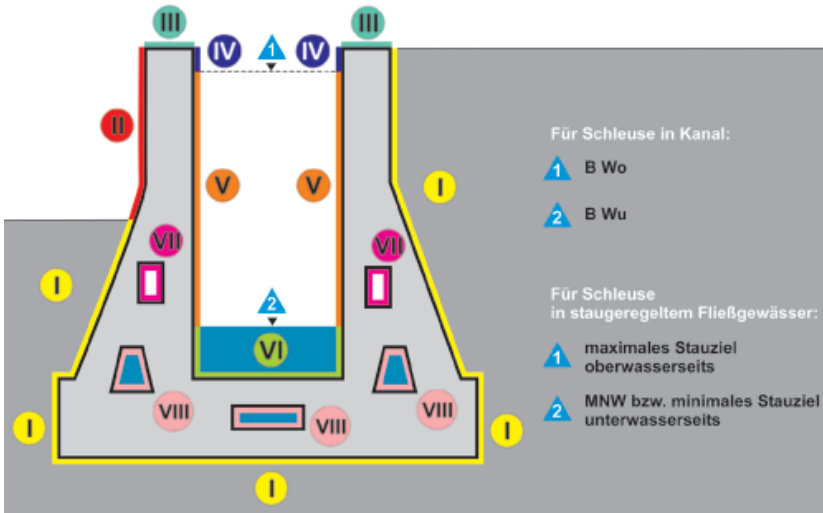 III
III
IV
1
IV
II
Für Schleuse in Kanal:
V
V
1 B Wo
I
2 B Wu
VII
VII
I
2
Für Schleuse
in staugeregeltem Fließgewässer:
VI
1 maximales Stauziel
oberwasserseits
VIII
VIII
VIII
2 MNW bzw. minimales Stauziel
unterwasserseits
I
I
I